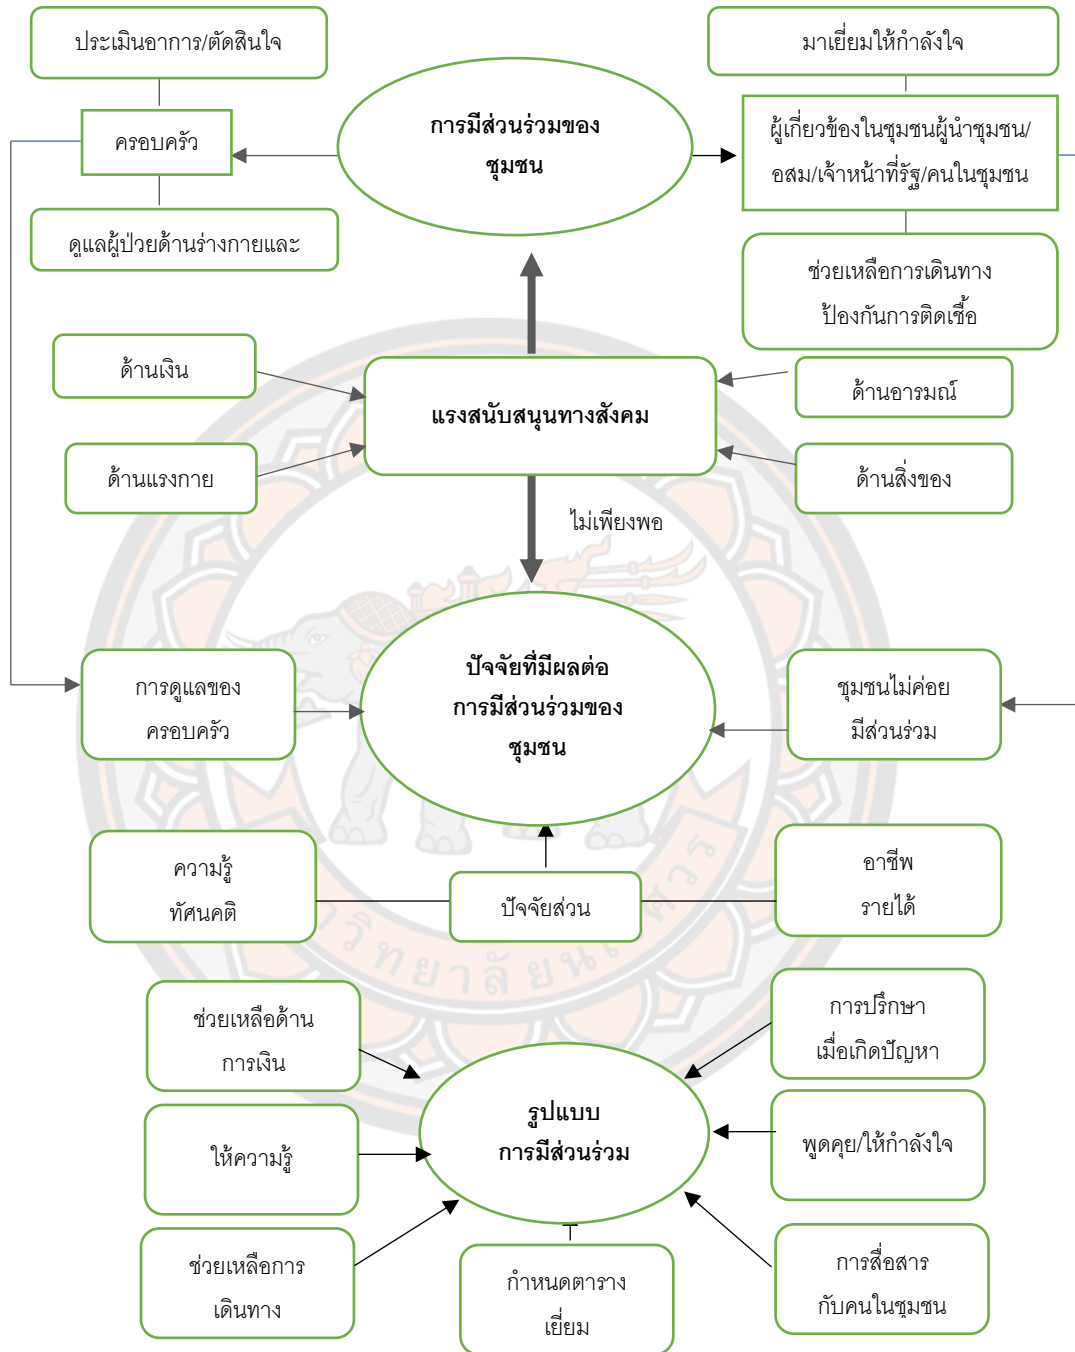 ประเมินอาการ/ตัดสินใจ
มาเยี่ยมให้กำลังใจ
การมีส่วนร่วมของ
ชุมชน
ครอบครัว
ผู้เกี่ยวข้องในชุมชนผู้นำชุมชน/
อสม/เจ้าหน้าที่รัฐ/คนในชุมชน
ดูแลผู้ป่วยด้านร่างกายและ
ช่วยเหลือการเดินทาง
ป้องกันการติดเชื้อ
ด้านเงิน
ด้านอารมณ์
แรงสนับสนุนทางสังคม
ด้านแรงกาย
ด้านสิ่งของ
ไม่เพียงพอ
การดูแลของ
ครอบครัว
ปัจจัยที่มีผลต่อ
การมีส่วนร่วมของ
ชุมชน
ชุมชนไม่ค่อย
มีส่วนร่วม
ความรู้
ทัศนคติ
ปัจจัยส่วน
อาชีพ
รายได้
ช่วยเหลือด้าน
การเงิน
การปรึกษา
เมื่อเกิดปัญหา
รูปแบบ
การมีส่วนร่วม
ให้ความรู้
พูดคุย/ให้กำลังใจ
ช่วยเหลือการ
เดินทาง
กำหนดตาราง
เยี่ยม
การสื่อสาร
กับคนในชุมชน